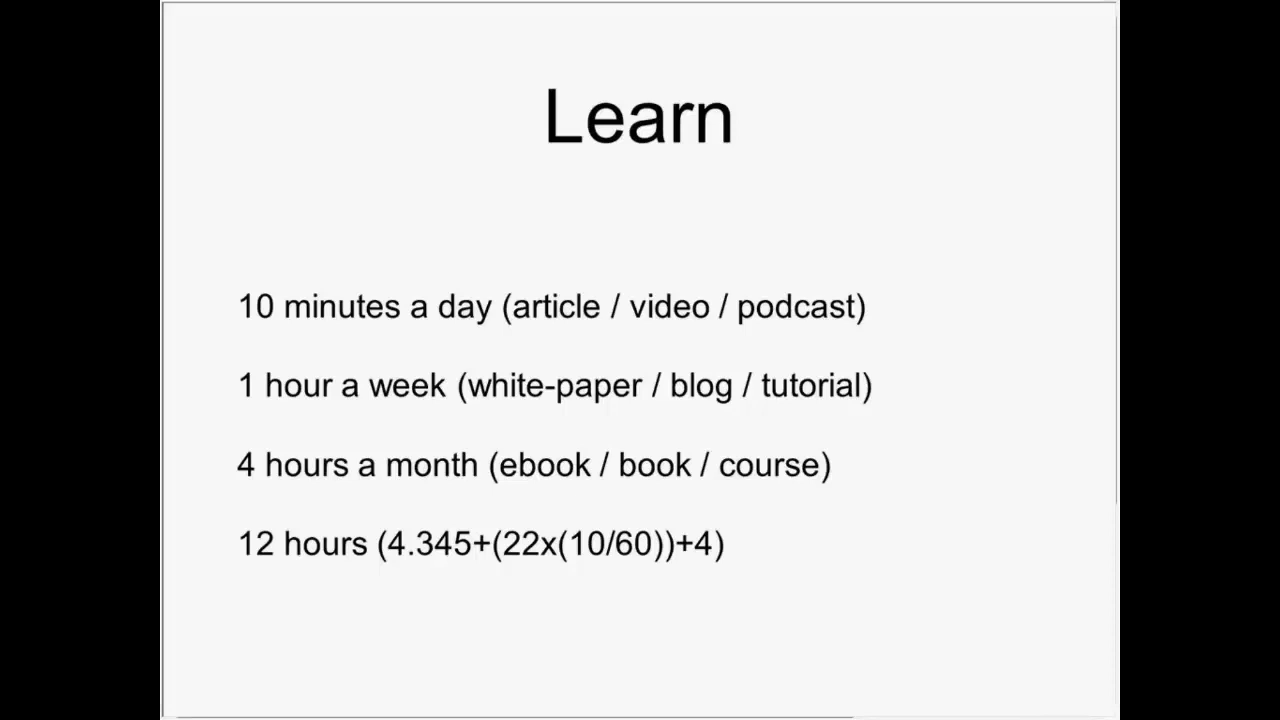 Learn
10 minutes a day (article / video / podcast)
1 hour a week (white-paper / blog / tutorial)
4 hours a month (ebook / book / course)
12 hours (4.345+(22x(10/60))+4)